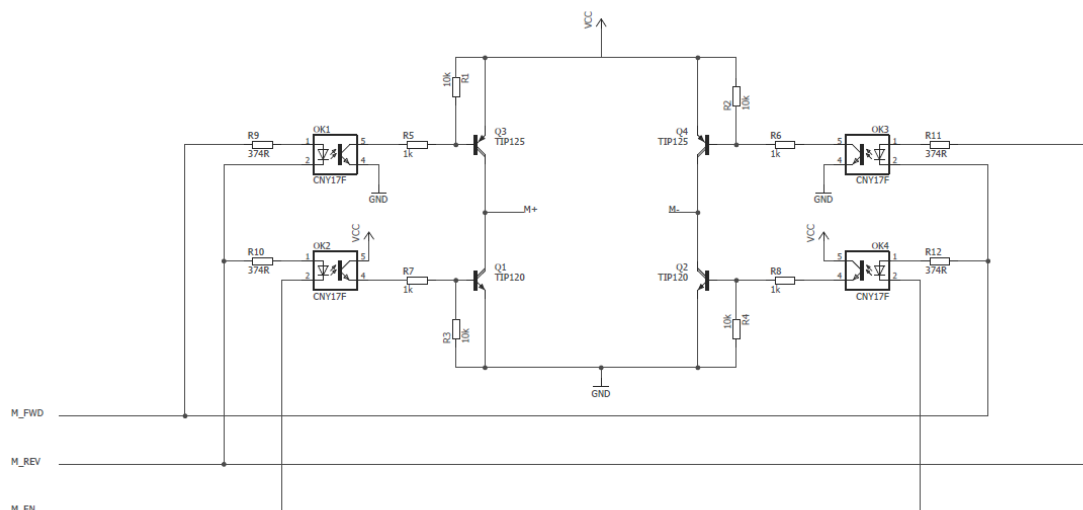 VCC
10k
R1
R2
10k
R9
374R
OK1
1
2
5
4
CNY17F
R5
1k
Q3
TIP125
Q4
TIP125
R6
1k
OK3
5
4
1
2
CNY17F
R11
374R
GND
GND
M+
M-
VCC
VCC
R10
374R
OK2
1
2
5
4
CNY17F
R7
1k
Q1
TIP120
Q2
TIP120
R8
1k
OK4
5
4
1
2
CNY17F
R12
374R
R3
10k
10k
R4
GND
M_FWD
M_REV
M_EN